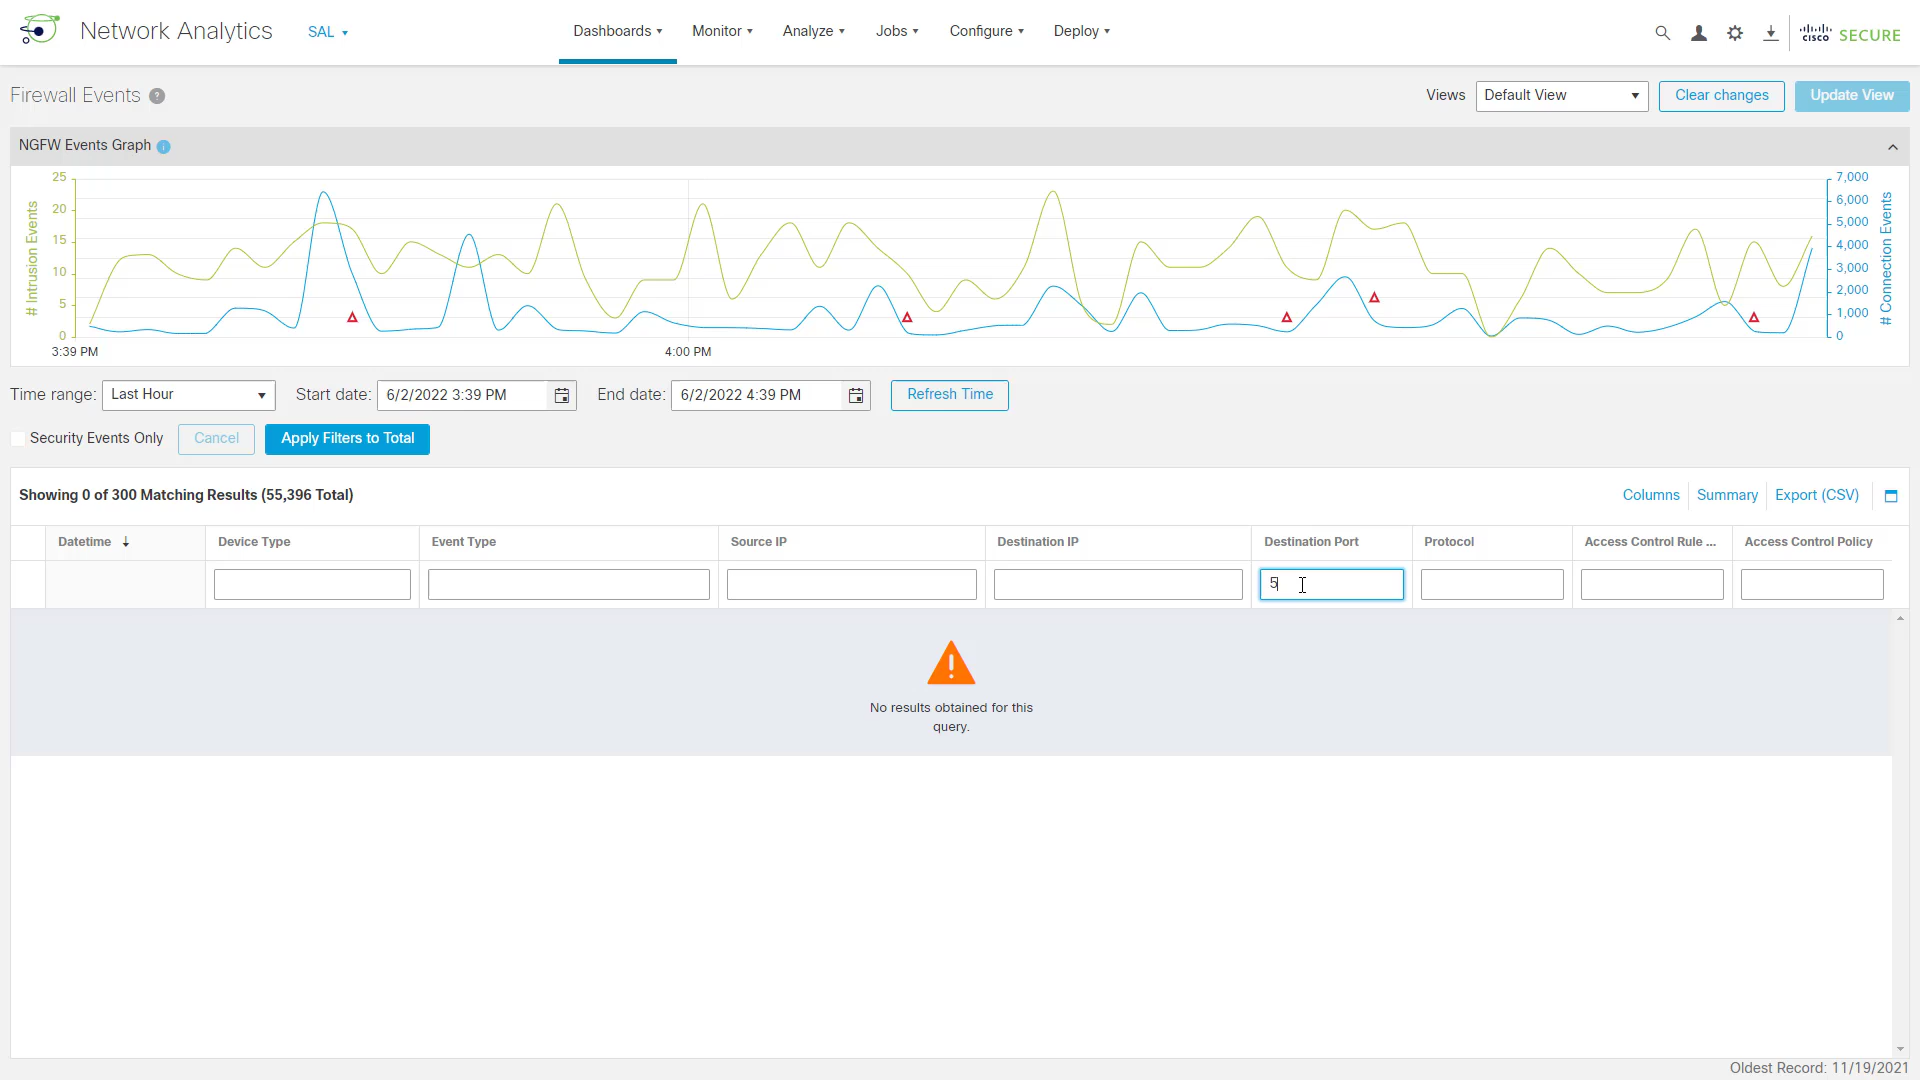 Network Analytics
SAL
Dashboards
Monitor
Analyze
Jobs
Configure
Deploy
cisco SECURE
Firewall Events ?
Views
Default View
Clear changes
Update View
NGFW Events Graph i
# Intrusion Events
25
20
15
10
5
0
7,000
6,000
5,000
4,000
3,000
2,000
1,000
0
# Connection Events
3:39 PM
4:00 PM
Time range:
Last Hour
Start date:
6/2/2022 3:39 PM
End date:
6/2/2022 4:39 PM
Refresh Time
Security Events Only
Cancel
Apply Filters to Total
Showing 0 of 300 Matching Results (55,396 Total)
Columns
Summary
Export (CSV)
Datetime
Device Type
Event Type
Source IP
Destination IP
Destination Port
Protocol
Access Control Rule ...
Access Control Policy
5
No results obtained for this
query.
Oldest Record: 11/19/2021